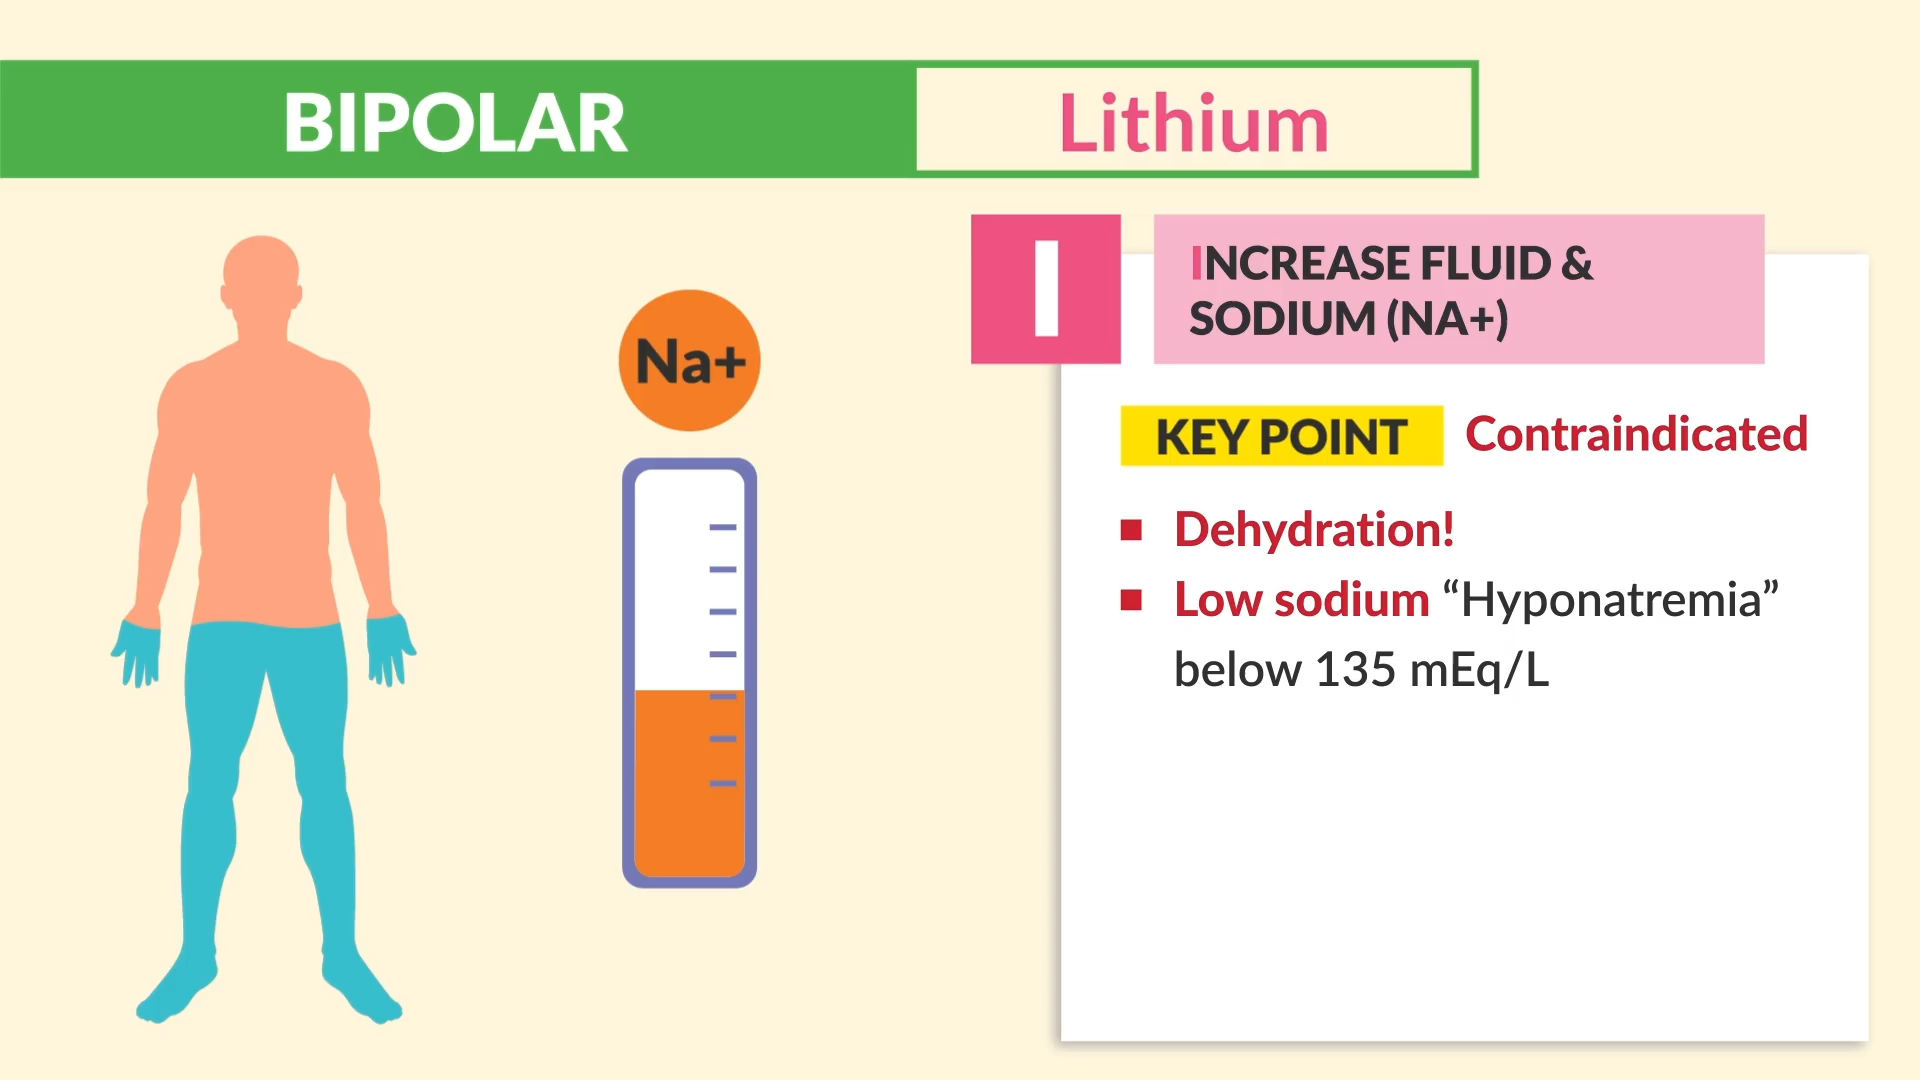 BIPOLAR
Lithium
I
INCREASE FLUID &
SODIUM (NA+)
Na+
KEY POINT
Contraindicated
Dehydration!
Low sodium “Hyponatremia”
below 135 mEq/L